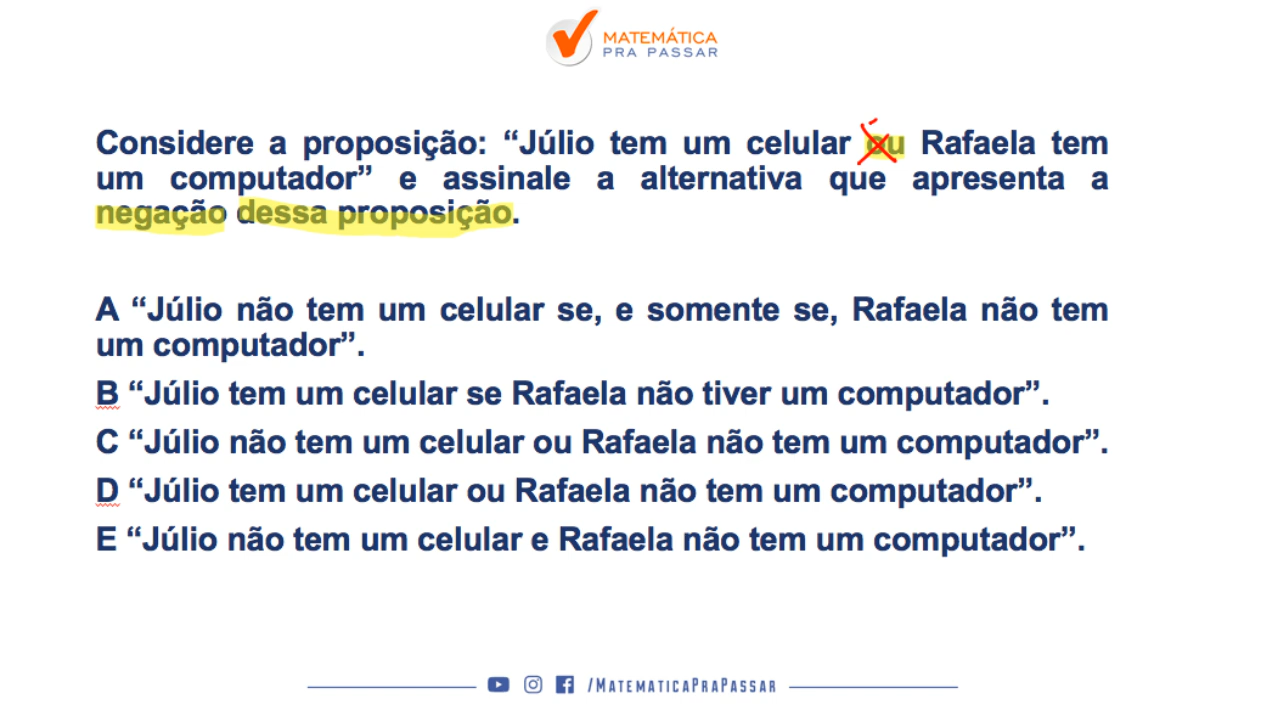 MATEMÁTICA
PRA PASSAR
Considere a proposição: “Júlio tem um celular ou Rafaela tem
um computador” e assinale a alternativa que apresenta a
negação dessa proposição.
A “Júlio não tem um celular se, e somente se, Rafaela não tem
um computador”.
B “Júlio tem um celular se Rafaela não tiver um computador”.
C “Júlio não tem um celular ou Rafaela não tem um computador”.
D “Júlio tem um celular ou Rafaela não tem um computador”.
E “Júlio não tem um celular e Rafaela não tem um computador”.
/MATEMATICAPRAPASSAR